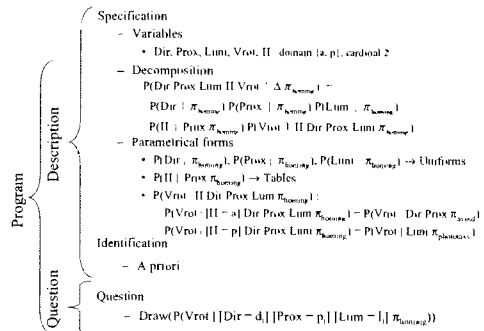 Specification
– Variables
• Dir, Prox, Lum, Vrot, H domain {a, p}, cardinal 2
– Decomposition
P(Dir Prox Lum H Vrot | Δ π_homing) =
P(Dir | π_homing) P(Prox | π_homing) P(Lum | π_homing)
P(H | Prox π_homing) P(Vrot | H Dir Prox Lum π_homing)
– Parametrical forms
• P(Dir | π_homing), P(Prox | π_homing), P(Lum | π_homing) → Uniforms
• P(H | Prox π_homing) → Tables
• P(Vrot | H Dir Prox Lum π_homing) :
P(Vrot | [H = a] Dir Prox Lum π_homing) = P(Vrot | Dir Prox π_avoid)
P(Vrot | [H = p] Dir Prox Lum π_homing) = P(Vrot | Lum π_phototaxy)
Identification
– A priori
Question
– Draw(P(Vrot | [Dir = d_t] [Prox = p_t] [Lum = l_t] π_homing))
Program
Description
Question